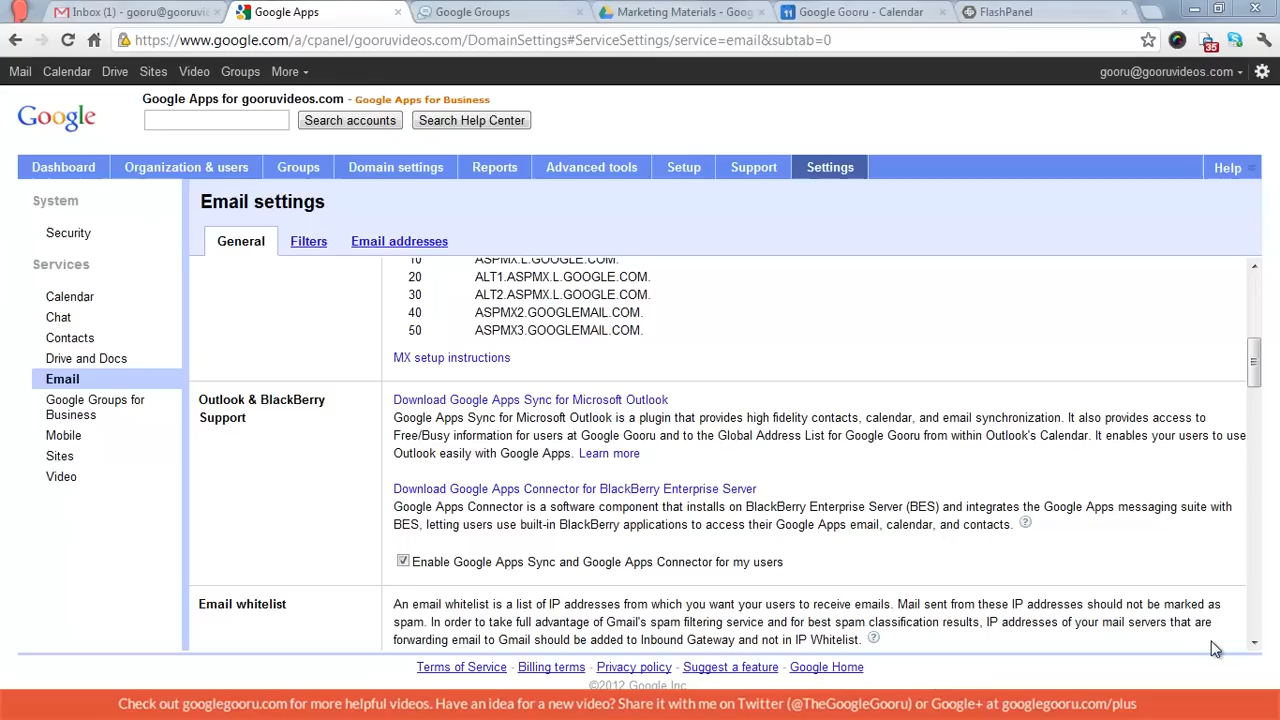 Inbox (1) - gooru@gooruvic
Google Apps
Google Groups
Marketing Materials - Goog
Google Gooru - Calendar
FlashPanel
https://www.google.com/a/cpanel/gooruvideos.com/DomainSettings#ServiceSettings/service=email&subtab=0
35
Mail Calendar Drive Sites Video Groups More
gooru@gooruvideos.com
Google
Google Apps for gooruvideos.com - Google Apps for Business
Search accounts
Search Help Center
Dashboard Organization & users Groups Domain settings Reports Advanced tools Setup Support Settings Help
System
Security
Services
Calendar
Chat
Contacts
Drive and Docs
Email
Google Groups for
Business
Mobile
Sites
Video
Email settings
General Filters Email addresses
10 ASPMX.L.GOOGLE.COM.
20 ALT1.ASPMX.L.GOOGLE.COM.
30 ALT2.ASPMX.L.GOOGLE.COM.
40 ASPMX2.GOOGLEMAIL.COM.
50 ASPMX3.GOOGLEMAIL.COM.
MX setup instructions
Outlook & BlackBerry
Support
Download Google Apps Sync for Microsoft Outlook
Google Apps Sync for Microsoft Outlook is a plugin that provides high fidelity contacts, calendar, and email synchronization. It also provides access to
Free/Busy information for users at Google Gooru and to the Global Address List for Google Gooru from within Outlook's Calendar. It enables your users to use
Outlook easily with Google Apps. Learn more
Download Google Apps Connector for BlackBerry Enterprise Server
Google Apps Connector is a software component that installs on BlackBerry Enterprise Server (BES) and integrates the Google Apps messaging suite with
BES, letting users use built-in BlackBerry applications to access their Google Apps email, calendar, and contacts. ?
Enable Google Apps Sync and Google Apps Connector for my users
Email whitelist
An email whitelist is a list of IP addresses from which you want your users to receive emails. Mail sent from these IP addresses should not be marked as
spam. In order to take full advantage of Gmail's spam filtering service and for best spam classification results, IP addresses of your mail servers that are
forwarding email to Gmail should be added to Inbound Gateway and not in IP Whitelist. ?
Terms of Service - Billing terms - Privacy policy - Suggest a feature - Google Home
©2012 Google Inc.
Check out googlegooru.com for more helpful videos. Have an idea for a new video? Share it with me on Twitter (@TheGoogleGooru) or Google+ at googlegooru.com/plus